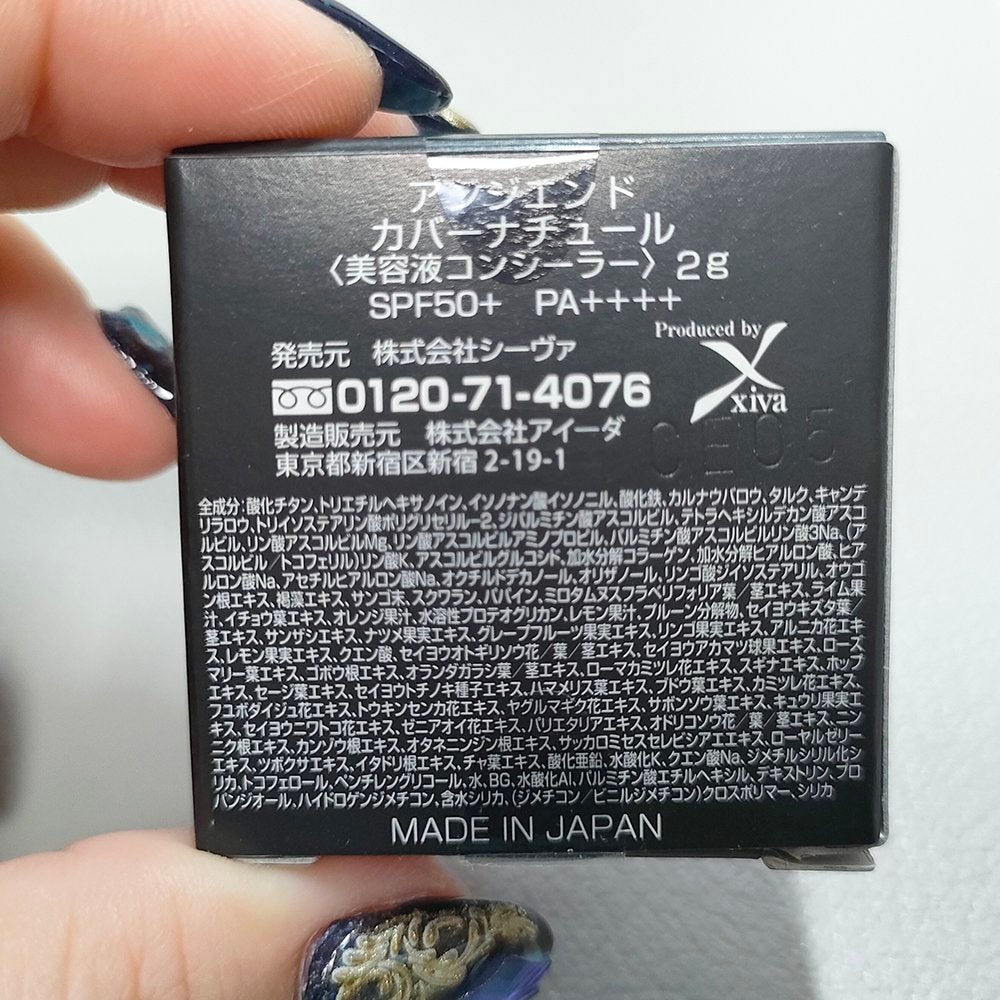 アンジエンド
カバーナチュール
〈美容液コンシーラー〉 2g
SPF50+ PA++++
Produced by
xiva
発売元 株式会社シーヴァ
0120-71-4076
製造販売元 株式会社アイーダ
東京都新宿区新宿 2-19-1
CE05
全成分：酸化チタン、トリエチルヘキサノイン、イソノナン酸イソノニル、酸化鉄、カルナウバロウ、タルク、キャンデ
リラロウ、トリイソステアリン酸ポリグリセリル-2、ジパルミチン酸アスコルビル、テトラヘキシルデカン酸アスコ
ルビル、リン酸アスコルビルMg、リン酸アスコルビルアミノプロピル、パルミチン酸アスコルビルリン酸3Na、（ア
スコルビル／トコフェリル）リン酸K、アスコルビルグルコシド、加水分解コラーゲン、加水分解ヒアルロン酸、ヒア
ルロン酸Na、アセチルヒアルロン酸Na、オクチルドデカノール、オリザノール、リンゴ酸ジイソステアリル、オウゴ
ン根エキス、褐藻エキス、サンゴ末、スクワラン、パパイン、ミロタムヌスフラベリフォリア葉／茎エキス、ライム果
汁、イチョウ葉エキス、オレンジ果汁、水溶性プロテオグリカン、レモン果汁、プルーン分解物、セイヨウキズタ葉／
茎エキス、サンザシエキス、ナツメ果実エキス、グレープフルーツ果実エキス、リンゴ果実エキス、アルニカ花エキ
ス、レモン果実エキス、クエン酸、セイヨウオトギリソウ花／葉／茎エキス、セイヨウアカマツ球果エキス、ローズ
マリー葉エキス、ゴボウ根エキス、オランダガラシ葉／茎エキス、ローマカミツレ花エキス、スギナエキス、ホップ
エキス、セージ葉エキス、セイヨウトチノキ種子エキス、ハマメリス葉エキス、ブドウ葉エキス、カミツレ花エキス、
フユボダイジュ花エキス、トウキンセンカ花エキス、ヤグルマギク花エキス、サボンソウ葉エキス、キュウリ果実エ
キス、セイヨウニワトコ花エキス、ゼニアオイ花エキス、パリエタリアエキス、オドリコソウ花／葉／茎エキス、ニン
ニク根エキス、カンゾウ根エキス、オタネニンジン根エキス、サッカロミセスセレビシアエエキス、ローヤルゼリー
エキス、ツボクサエキス、イタドリ根エキス、チャ葉エキス、酸化亜鉛、水酸化K、クエン酸Na、ジメチルシリル化シ
リカ、トコフェロール、ペンチレングリコール、水、BG、水酸化Al、パルミチン酸エチルヘキシル、デキストリン、プロ
パンジオール、ハイドロゲンジメチコン、含水シリカ、（ジメチコン／ビニルジメチコン）クロスポリマー、シリカ
MADE IN JAPAN